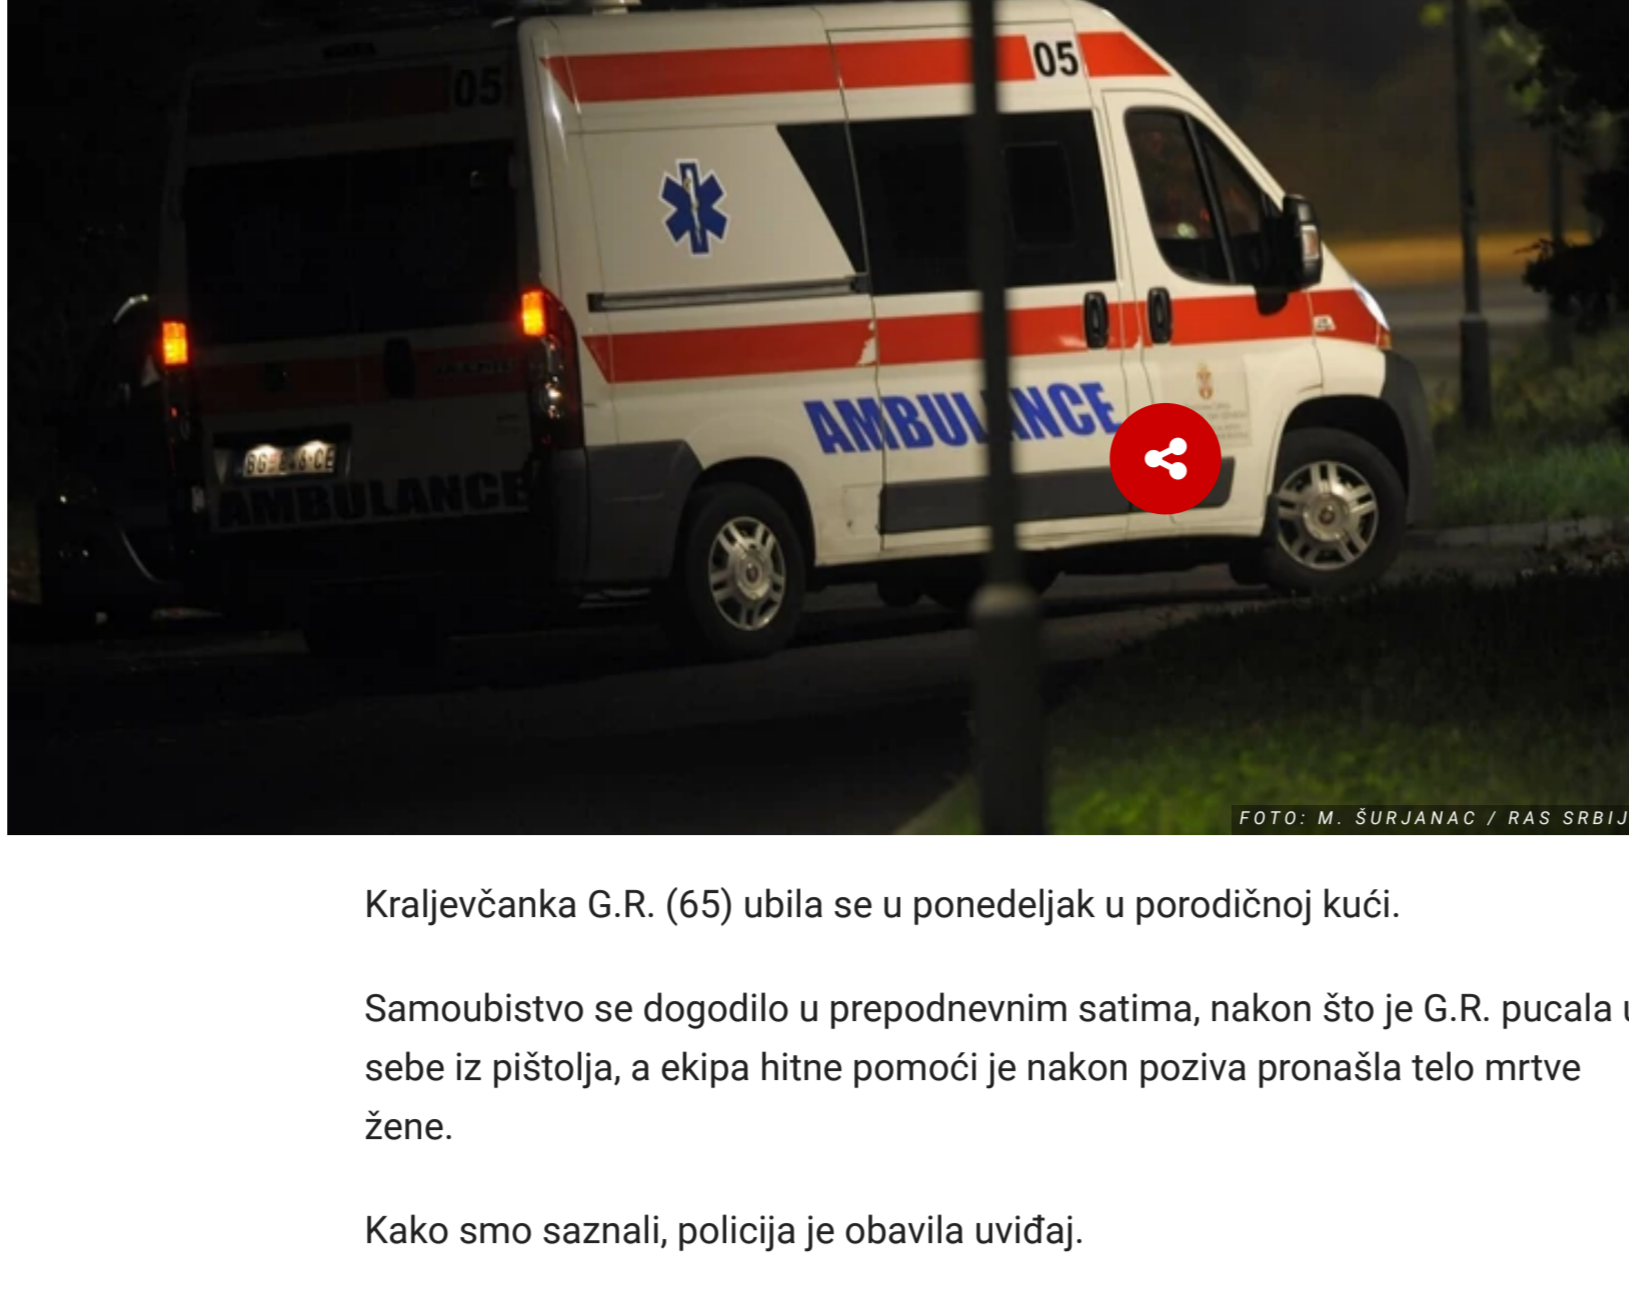 05
05
AMBULANCE
AMBULANCE
FOTO: M. ŠURJANAC / RAS SRBIJ
Kraljevčanka G.R. (65) ubila se u ponedeljak u porodičnoj kući.
Samoubistvo se dogodilo u prepodnevnim satima, nakon što je G.R. pucala u
sebe iz pištolja, a ekipa hitne pomoći je nakon poziva pronašla telo mrtve
žene.
Kako smo saznali, policija je obavila uviđaj.